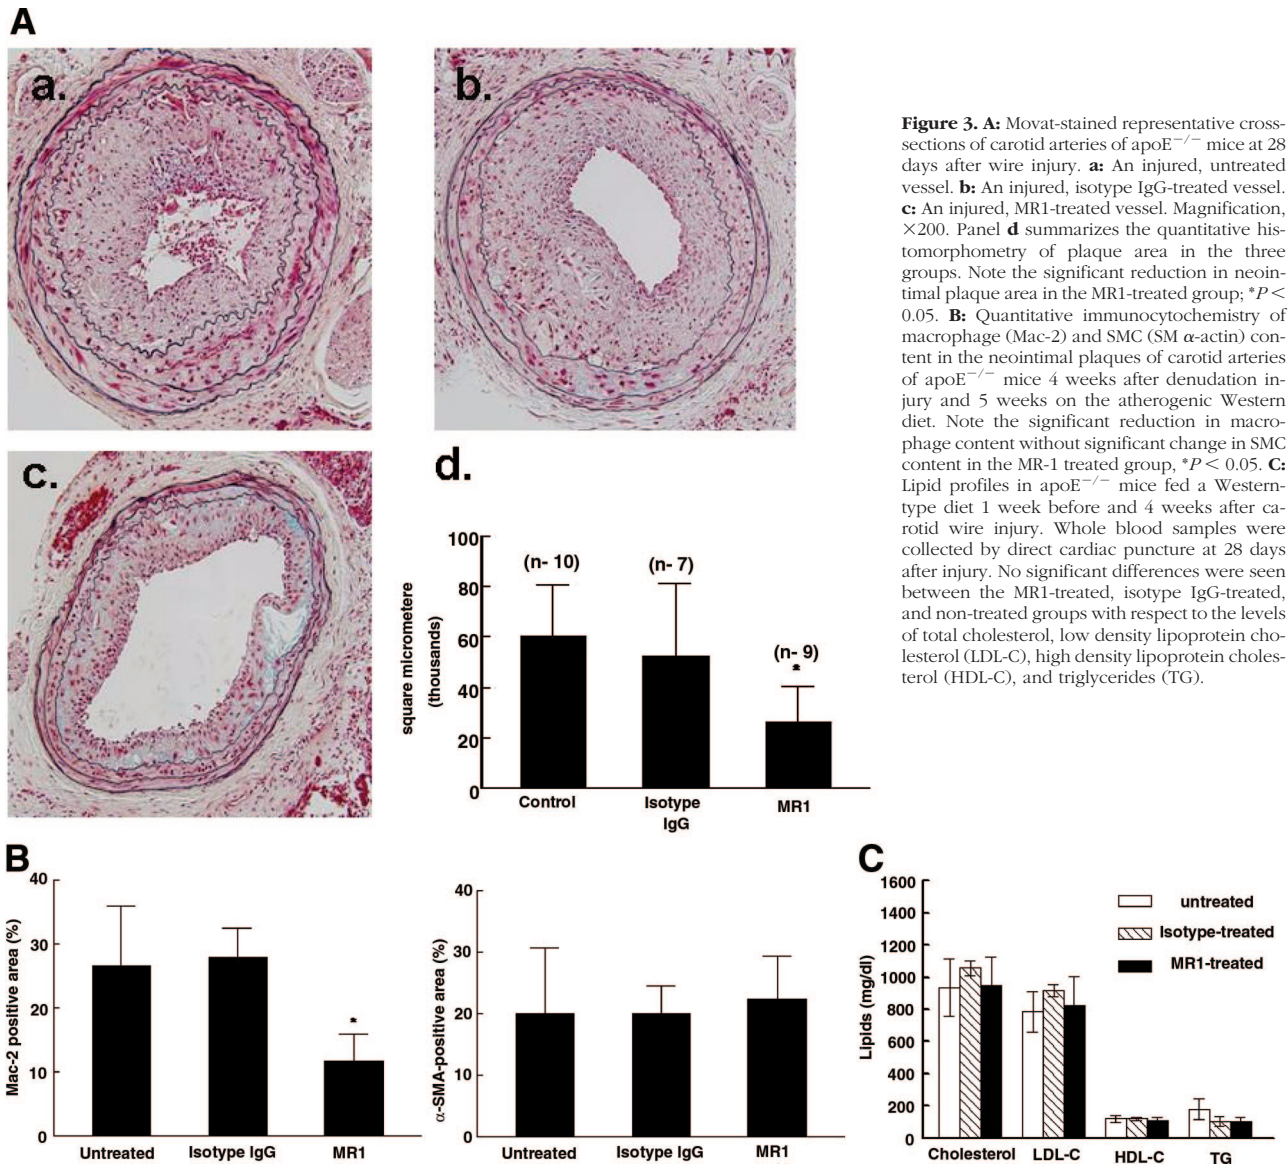 A
a.
b.
c.
d.
Figure 3. A: Movat-stained representative cross-
sections of carotid arteries of apoE−/− mice at 28
days after wire injury. a: An injured, untreated
vessel. b: An injured, isotype IgG-treated vessel.
c: An injured, MR1-treated vessel. Magnification,
×200. Panel d summarizes the quantitative his-
tomorphometry of plaque area in the three
groups. Note the significant reduction in neoin-
timal plaque area in the MR1-treated group; *P <
0.05. B: Quantitative immunocytochemistry of
macrophage (Mac-2) and SMC (SM α-actin) con-
tent in the neointimal plaques of carotid arteries
of apoE−/− mice 4 weeks after denudation in-
jury and 5 weeks on the atherogenic Western
diet. Note the significant reduction in macro-
phage content without significant change in SMC
content in the MR-1 treated group, *P < 0.05. C:
Lipid profiles in apoE−/− mice fed a Western-
type diet 1 week before and 4 weeks after ca-
rotid wire injury. Whole blood samples were
collected by direct cardiac puncture at 28 days
after injury. No significant differences were seen
between the MR1-treated, isotype IgG-treated,
and non-treated groups with respect to the levels
of total cholesterol, low density lipoprotein cho-
lesterol (LDL-C), high density lipoprotein choles-
terol (HDL-C), and triglycerides (TG).
square micrometere
(thousands)
100
80
60
40
20
0
(n- 10)
(n- 7)
(n- 9)
*
Control
Isotype
IgG
MR1
B
Mac-2 positive area (%)
40
30
20
10
0
*
Untreated
Isotype IgG
MR1
α-SMA-positive area (%)
40
30
20
10
0
Untreated
Isotype IgG
MR1
C
Lipids (mg/dl)
1600
1400
1200
1000
800
600
400
200
0
untreated
Isotype-treated
MR1-treated
Cholesterol
LDL-C
HDL-C
TG